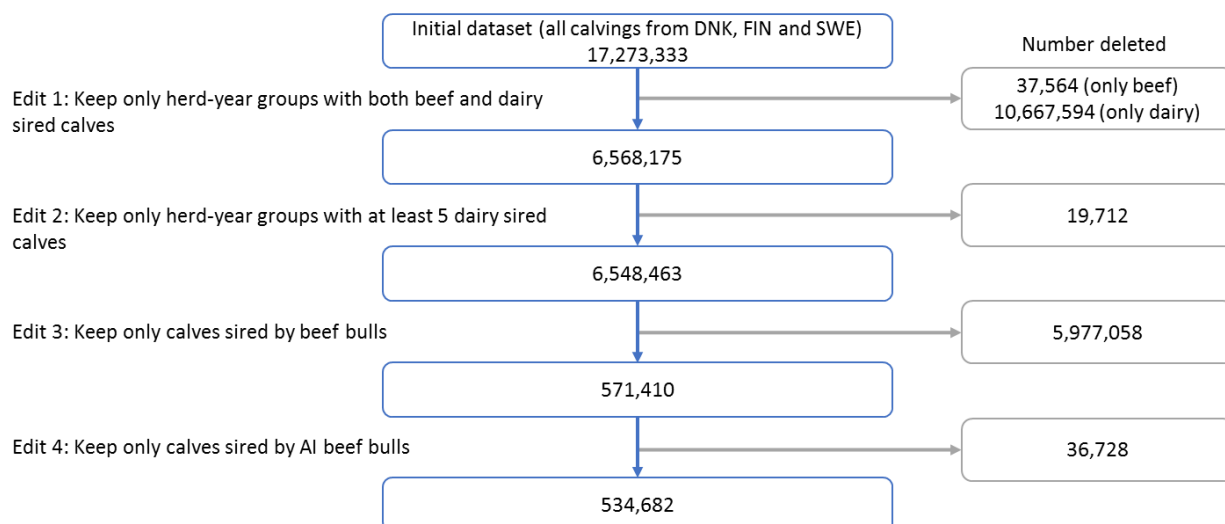 Initial dataset (all calvings from DNK, FIN and SWE)
17,273,333
Number deleted
Edit 1: Keep only herd-year groups with both beef and dairy
sired calves
37,564 (only beef)
10,667,594 (only dairy)
6,568,175
Edit 2: Keep only herd-year groups with at least 5 dairy sired
calves
19,712
6,548,463
Edit 3: Keep only calves sired by beef bulls
5,977,058
571,410
Edit 4: Keep only calves sired by AI beef bulls
36,728
534,682